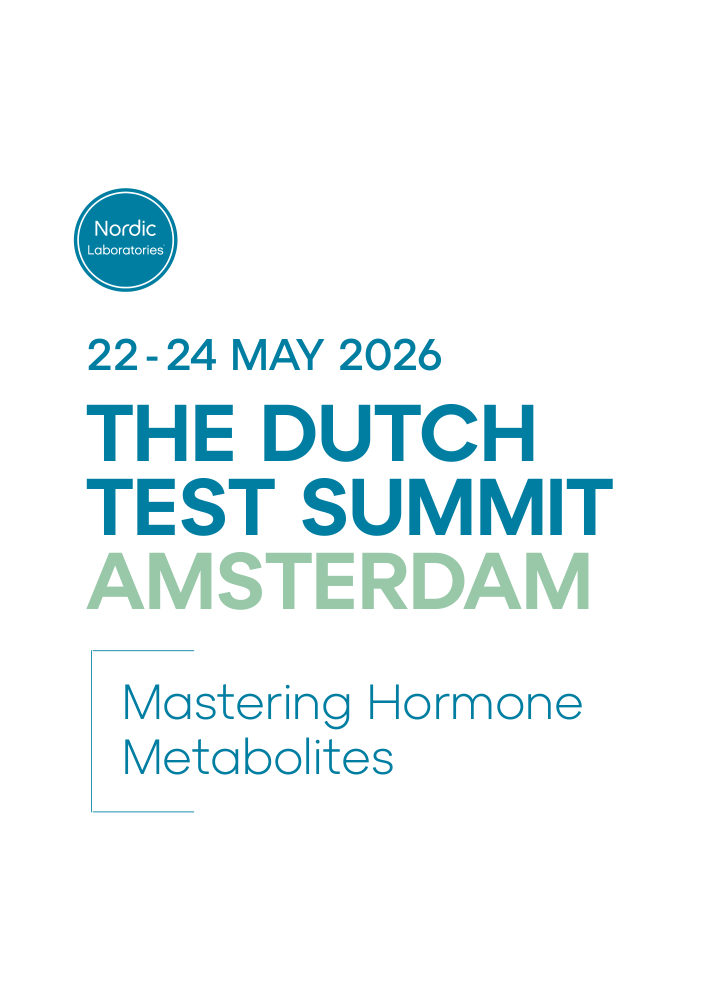 Nordic
Laboratories
22 - 24 MAY 2026
THE DUTCH
TEST SUMMIT
AMSTERDAM
Mastering Hormone
Metabolites